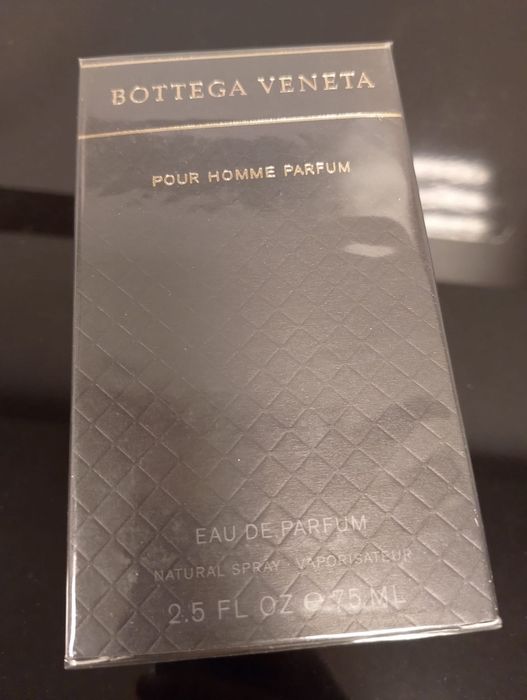 BOTTEGA VENETA
POUR HOMME PARFUM
EAU DE PARFUM
NATURAL SPRAY · VAPORISATEUR
2.5 FL OZ ℮ 75 ML